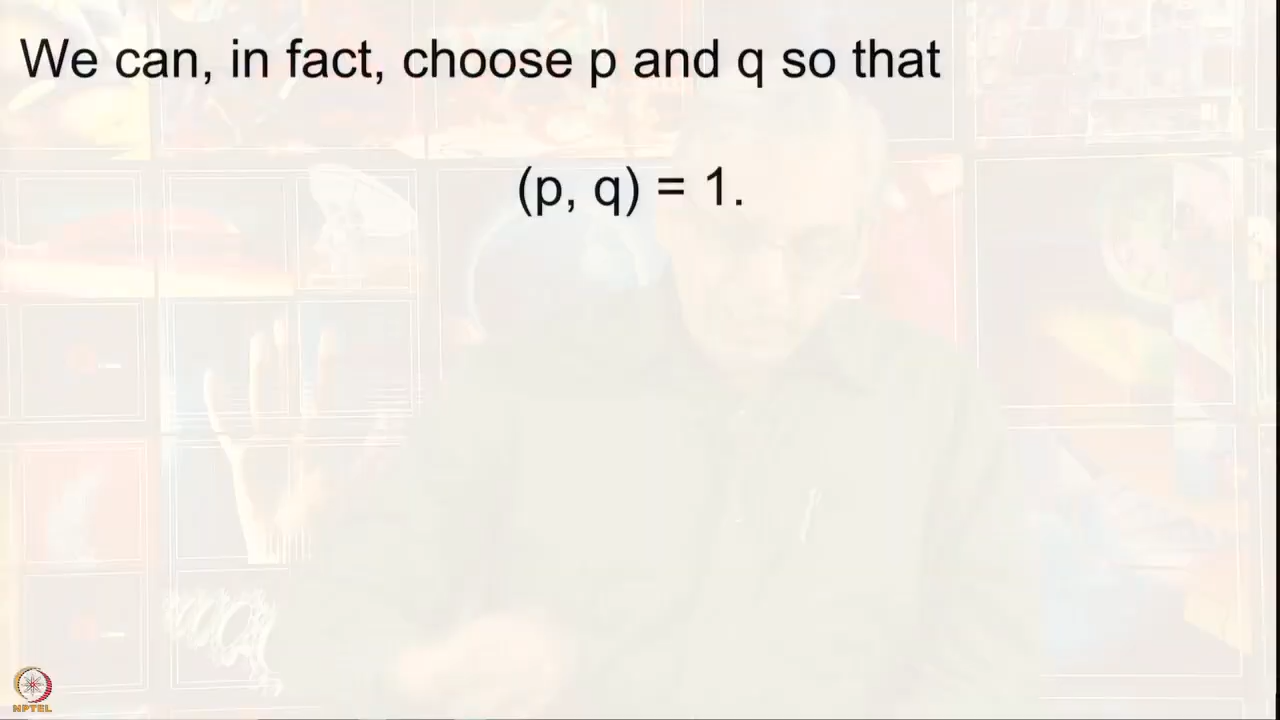 We can, in fact, choose p and q so that
(p, q) = 1.
NPTEL